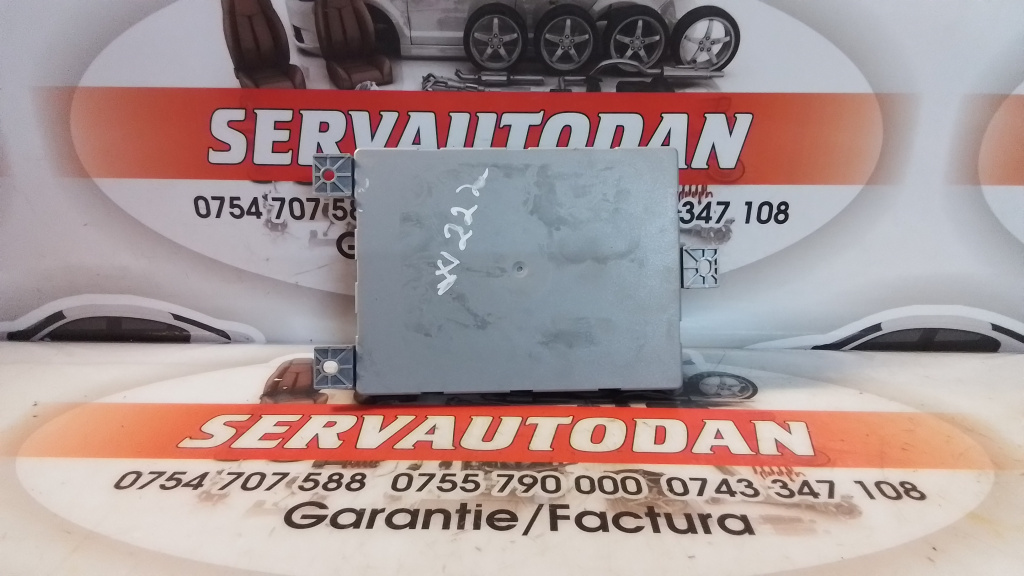 SERVAUTODAN
0754 707 58
347 108
W222
SERVAUTODAN
0754 707 588 0755 790 000 0743 347 108
Garantie/Factura